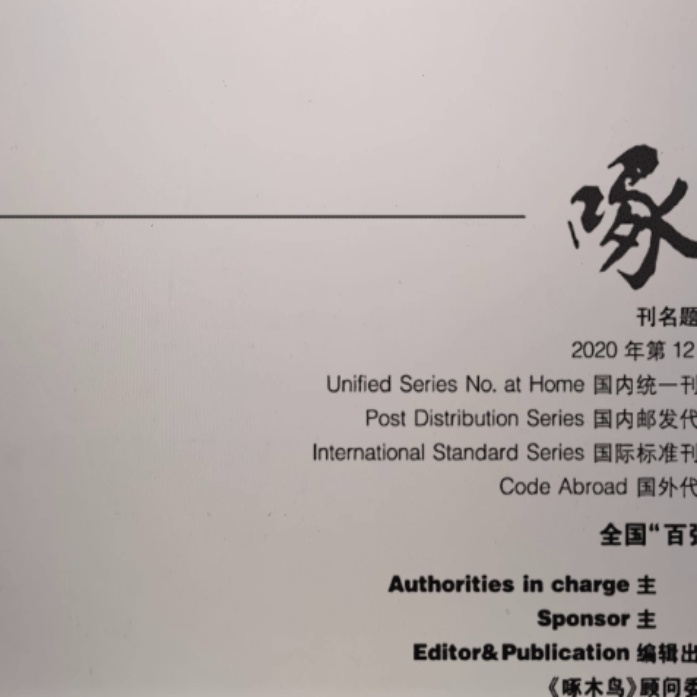 啄
刊名题
2020 年第 12
Unified Series No. at Home 国内统一刊
Post Distribution Series 国内邮发代
International Standard Series 国际标准刊
Code Abroad 国外代
全国“百强
Authorities in charge 主
Sponsor 主
Editor&Publication 编辑出
《啄木鸟》顾问委